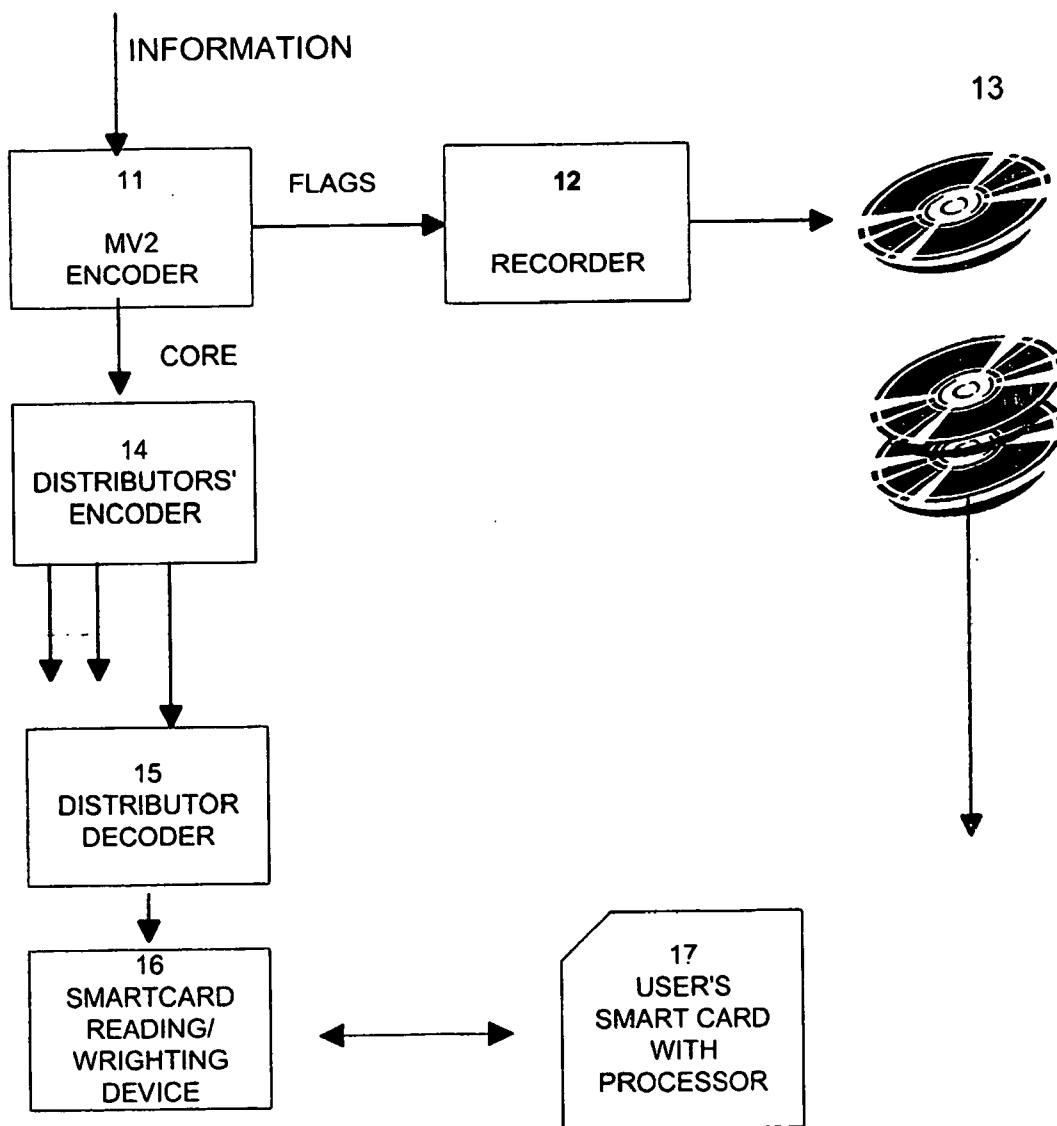 INFORMATION
13
11
MV2
ENCODER
FLAGS
12
RECORDER
CORE
14
DISTRIBUTORS'
ENCODER
15
DISTRIBUTOR
DECODER
16
SMARTCARD
READING/
WRIGHTING
DEVICE
17
USER'S
SMART CARD
WITH
PROCESSOR